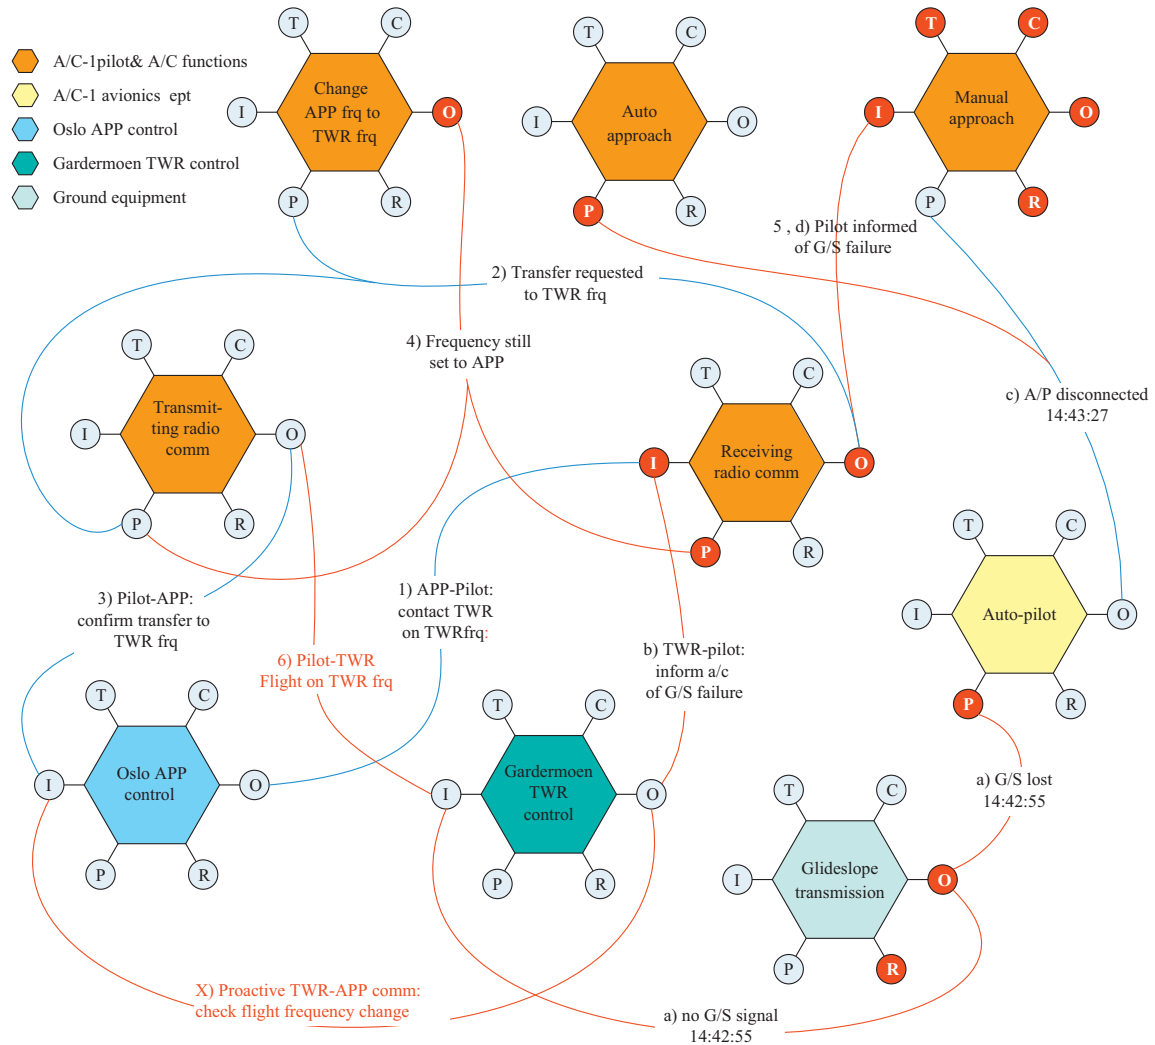 T
C
T
C
T
C
A/C-1pilot& A/C functions
A/C-1 avionics  ept
Oslo APP control
Gardermoen TWR control
Ground equipment
I
Change
APP frq to
TWR frq
O
P
R
I
Auto
approach
O
P
R
I
Manual
approach
O
P
R
5 , d) Pilot informed
of G/S failure
2) Transfer requested
to TWR frq
4) Frequency still
set to APP
c) A/P disconnected
14:43:27
T
C
I
Transmit-
ting radio
comm
O
P
R
T
C
I
Receiving
radio comm
O
P
R
T
C
I
Auto-pilot
O
P
R
3) Pilot-APP:
confirm transfer to
TWR frq
1) APP-Pilot:
contact TWR
on TWRfrq:
6) Pilot-TWR
Flight on TWR frq
b) TWR-pilot:
inform a/c
of G/S failure
a) G/S lost
14:42:55
T
C
I
Oslo APP
control
O
P
R
T
C
I
Gardermoen
TWR
control
O
P
R
T
C
I
Glideslope
transmission
O
P
R
X) Proactive TWR-APP comm:
check flight frequency change
a) no G/S signal
14:42:55